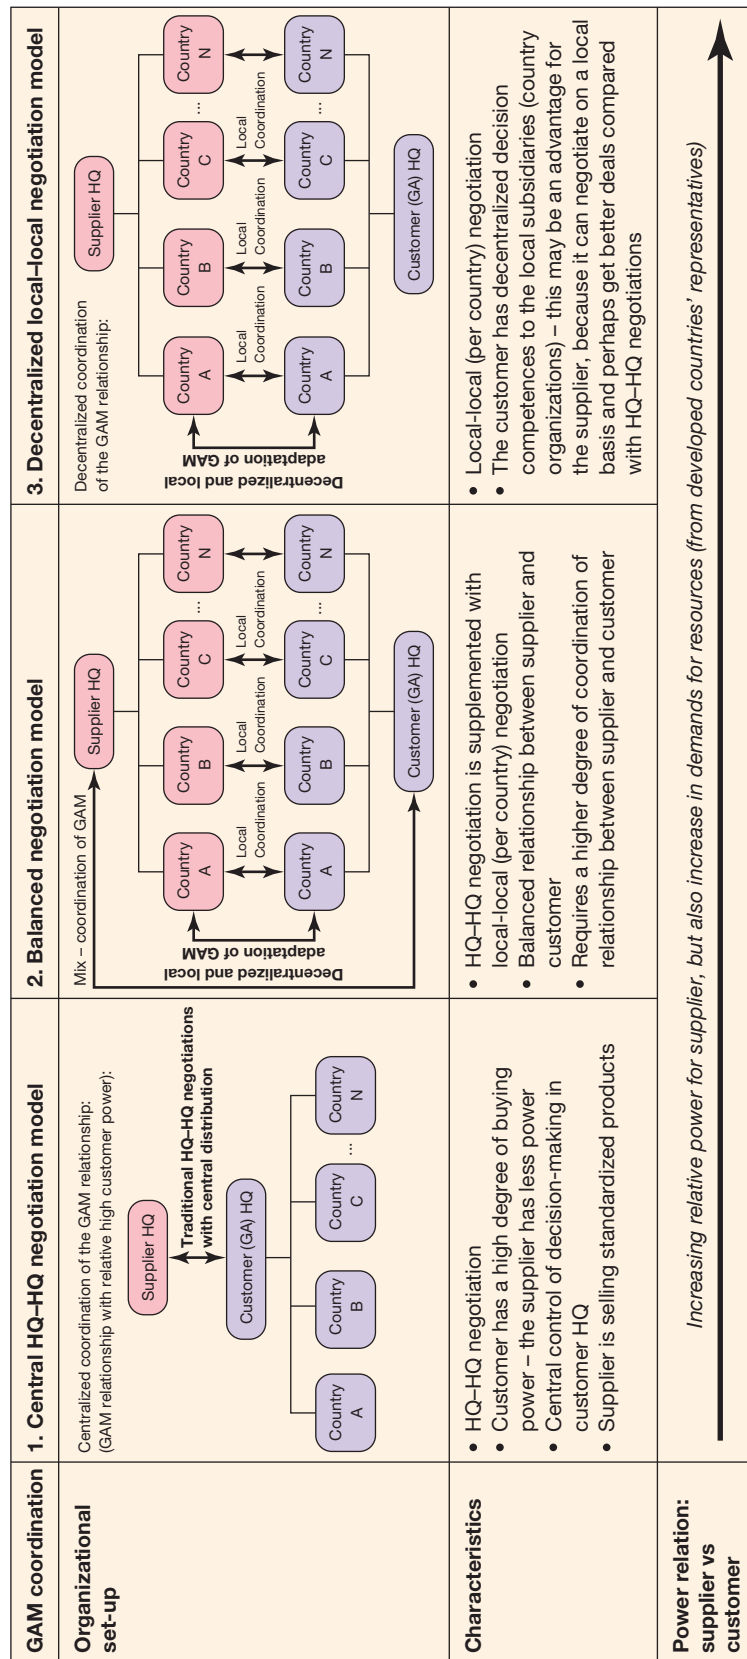 GAM coordination
1. Central HQ–HQ negotiation model
2. Balanced negotiation model
3. Decentralized local–local negotiation model
Organizational
set-up
Centralized coordination of the GAM relationship:
(GAM relationship with relative high customer power):
Supplier HQ
Traditional HQ–HQ negotiations
with central distribution
Customer (GA) HQ
Country
A
Country
B
Country
C
...
Country
N
Mix – coordination of GAM
Supplier HQ
Decentralized and local
adaptation of GAM
Country
A
Country
B
Country
C
...
Country
N
Local
Coordination
Local
Coordination
Local
Coordination
Country
A
Country
B
Country
C
...
Country
N
Customer (GA) HQ
Decentralized coordination
of the GAM relationship:
Supplier HQ
Decentralized and local
adaptation of GAM
Country
A
Country
B
Country
C
...
Country
N
Local
Coordination
Local
Coordination
Local
Coordination
Country
A
Country
B
Country
C
...
Country
N
Customer (GA) HQ
Characteristics
• HQ–HQ negotiation
• Customer has a high degree of buying
power – the supplier has less power
• Central control of decision-making in
customer HQ
• Supplier is selling standardized products
• HQ–HQ negotiation is supplemented with
local-local (per country) negotiation
• Balanced relationship between supplier and
customer
• Requires a higher degree of coordination of
relationship between supplier and customer
• Local-local (per country) negotiation
• The customer has decentralized decision
competences to the local subsidiaries (country
organizations) – this may be an advantage for
the supplier, because it can negotiate on a local
basis and perhaps get better deals compared
with HQ–HQ negotiations
Power relation:
supplier vs
customer
Increasing relative power for supplier, but also increase in demands for resources (from developed countries' representatives)